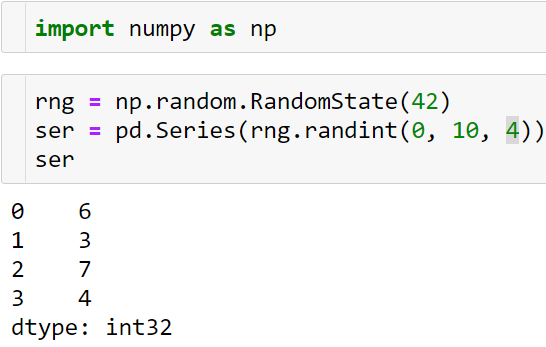 import numpy as np
rng = np.random.RandomState(42)
ser = pd.Series(rng.randint(0, 10, 4))
ser
0    6
1    3
2    7
3    4
dtype: int32